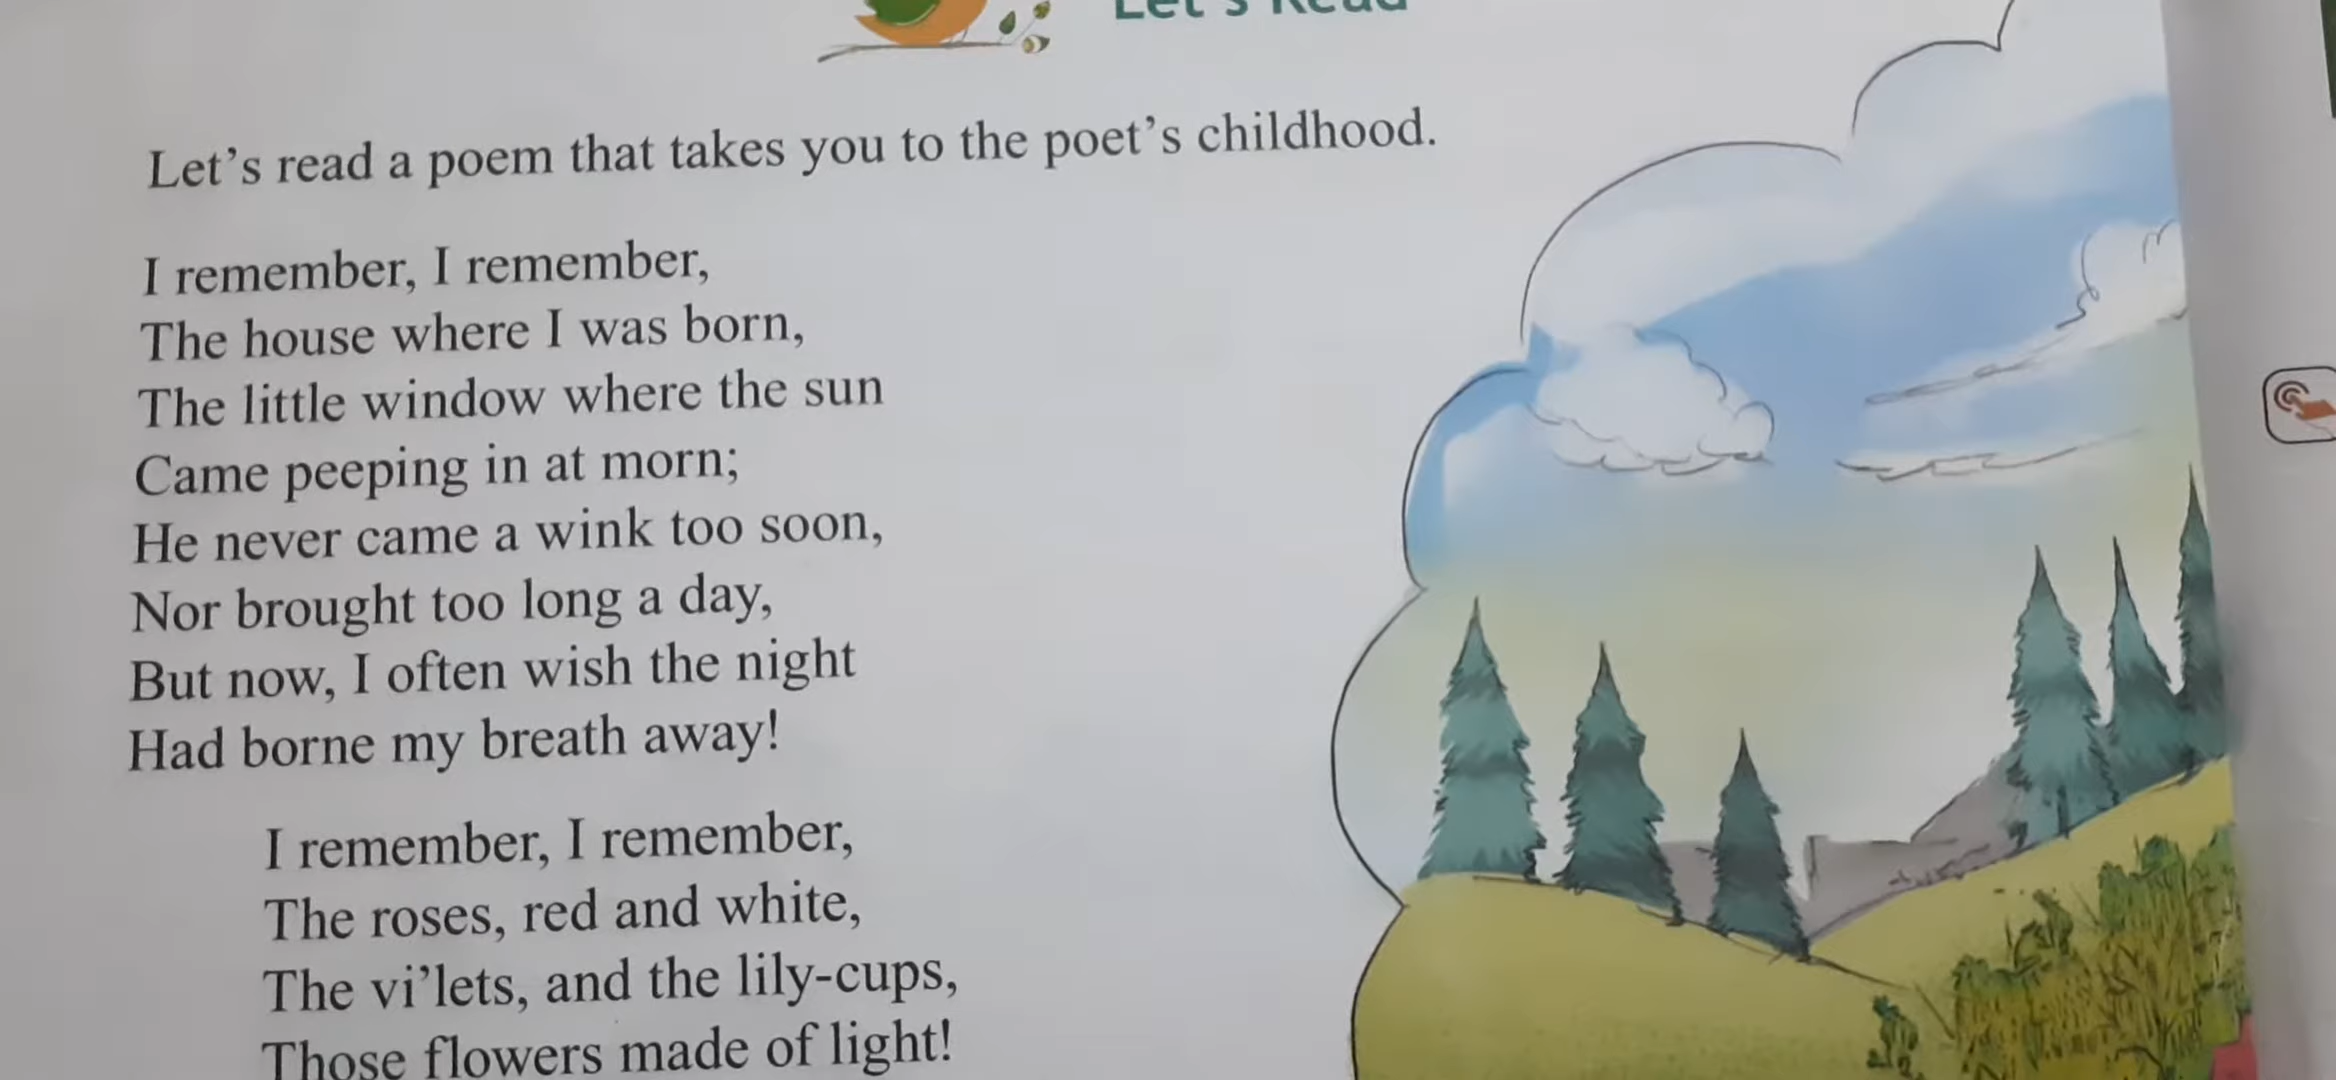 Let's Read
Let’s read a poem that takes you to the poet’s childhood.
I remember, I remember,
The house where I was born,
The little window where the sun
Came peeping in at morn;
He never came a wink too soon,
Nor brought too long a day,
But now, I often wish the night
Had borne my breath away!
I remember, I remember,
The roses, red and white,
The vi’lets, and the lily-cups,
Those flowers made of light!